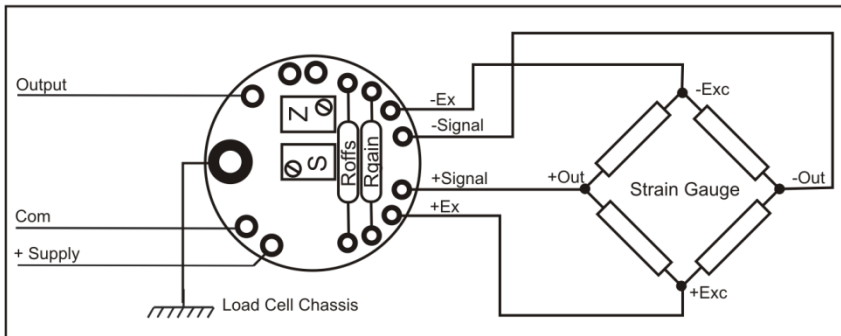 Output
Com
+ Supply
Load Cell Chassis
Z
S
Roffs
Rgain
-Ex
-Signal
+Signal
+Ex
-Exc
+Out
Strain Gauge
-Out
+Exc